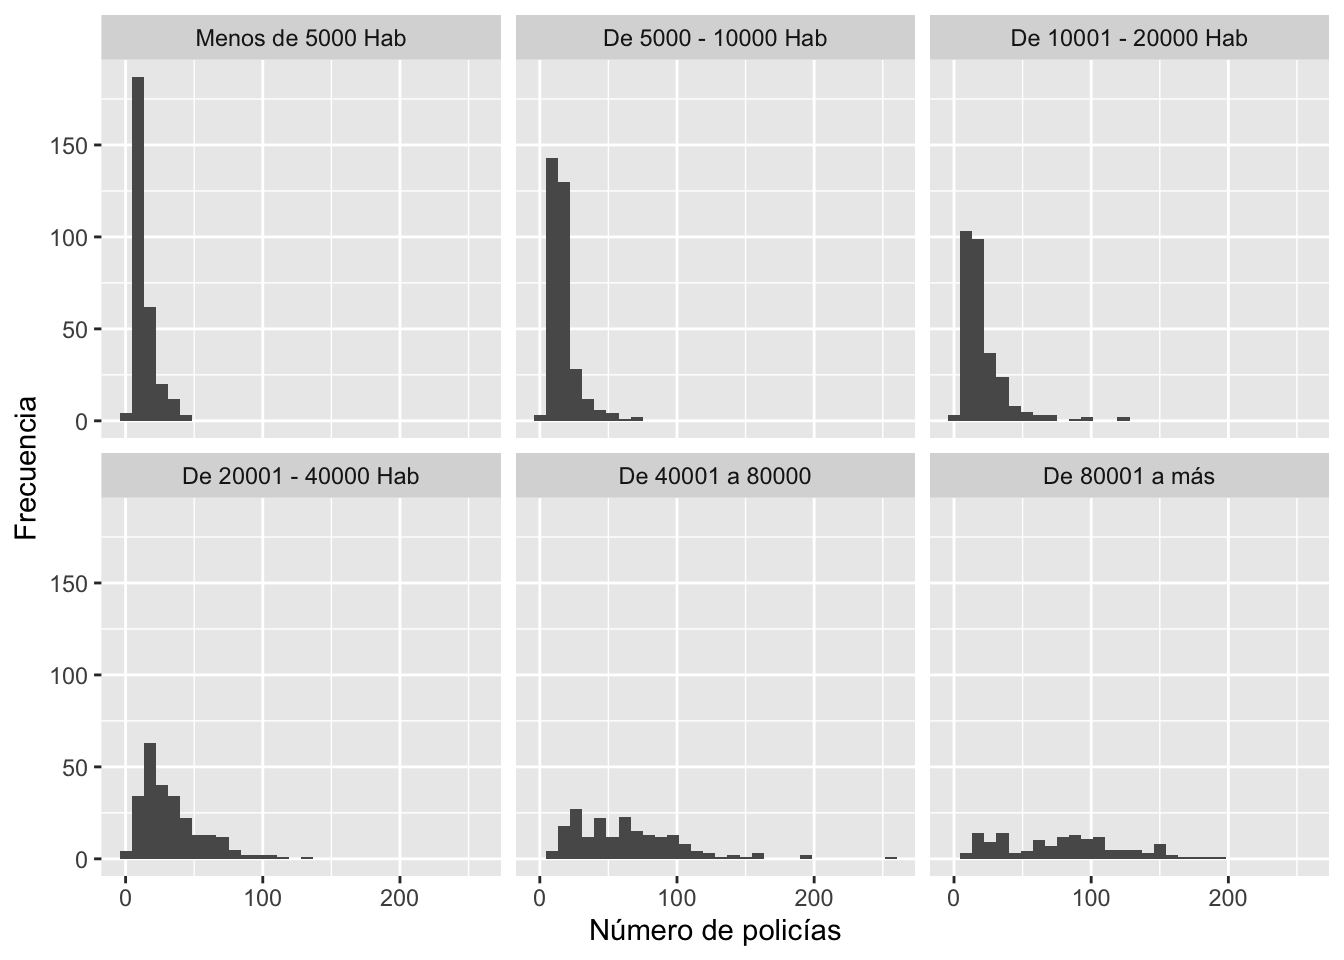 Menos de 5000 Hab
De 5000 - 10000 Hab
De 10001 - 20000 Hab
150
100
50
0
Frecuencia
De 20001 - 40000 Hab
De 40001 a 80000
De 80001 a más
150
100
50
0
0 100 200
0 100 200
0 100 200
Número de policías